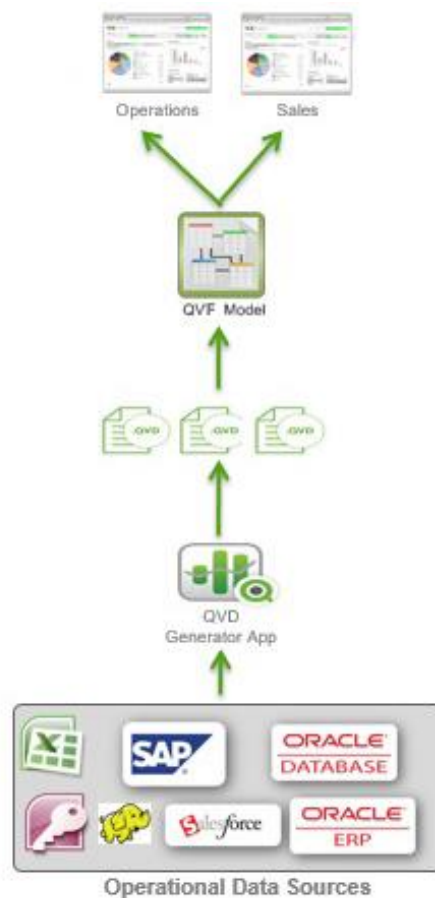 Operations
Sales
QVF Model
.QVD
.QVD
.QVD
QVD
Generator App
SAP
ORACLE
DATABASE
salesforce
ORACLE
ERP
Operational Data Sources